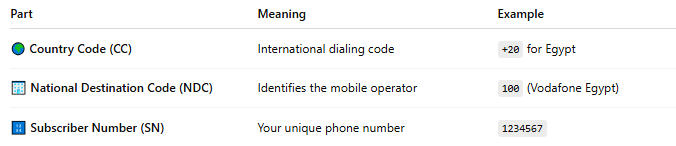 Part Meaning Example
Country Code (CC) International dialing code +20 for Egypt
National Destination Code (NDC) Identifies the mobile operator 100 (Vodafone Egypt)
Subscriber Number (SN) Your unique phone number 1234567